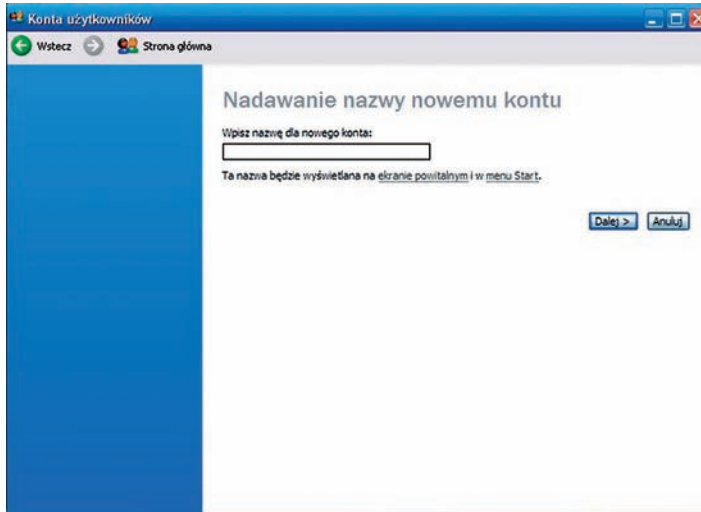 Konta użytkowników
Wstecz Strona główna
Nadawanie nazwy nowemu kontu
Wpisz nazwę dla nowego konta:
Ta nazwa będzie wyświetlana na ekranie powitalnym i w menu Start.
Dalej > Anuluj